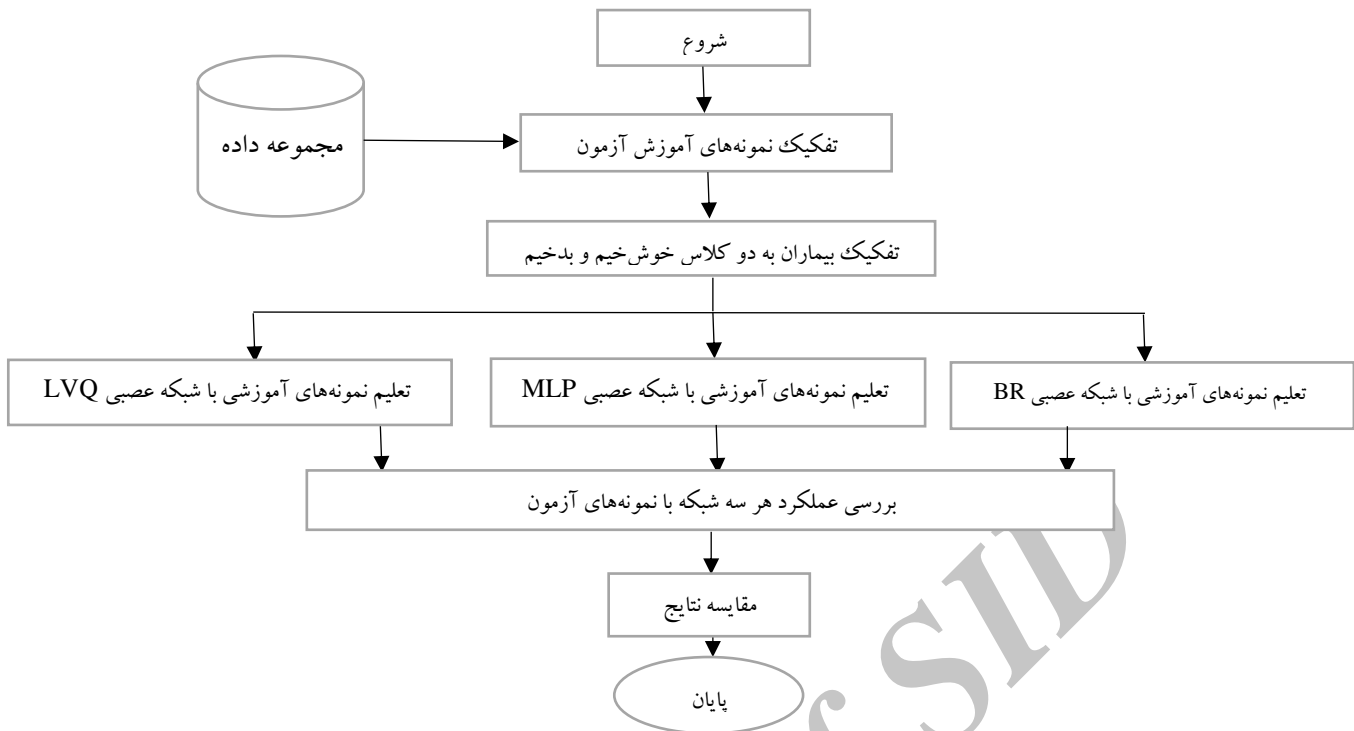 شروع
مجموعه داده
تفکیک نمونه‌های آموزش آزمون
تفکیک بیماران به دو کلاس خوش‌خیم و بدخیم
تعلیم نمونه‌های آموزشی با شبکه عصبی BR
تعلیم نمونه‌های آموزشی با شبکه عصبی MLP
تعلیم نمونه‌های آموزشی با شبکه عصبی LVQ
بررسی عملکرد هر سه شبکه با نمونه‌های آزمون
مقایسه نتایج
پایان
SID